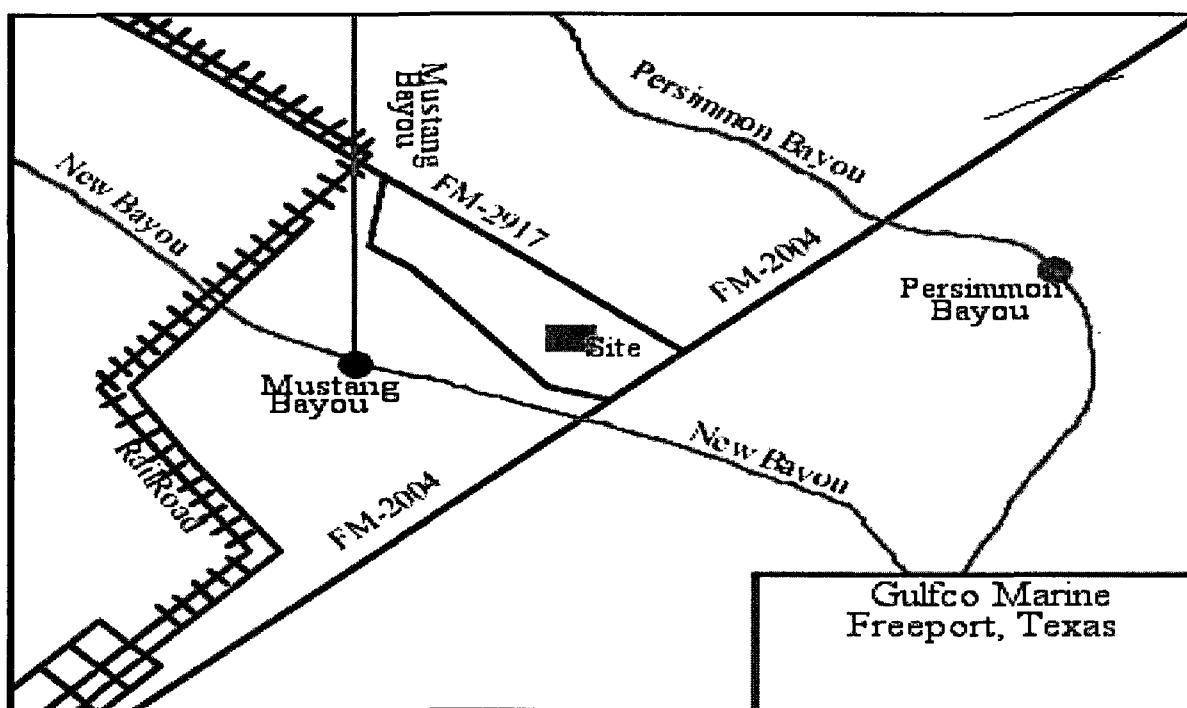 Mustang
Bayou
Persimmon Bayou
New Bayou
FM-2917
FM-2004
Persimmon
Bayou
Site
Mustang
Bayou
New Bayou
RailRoad
FM-2004
Gulfco Marine
Freeport, Texas